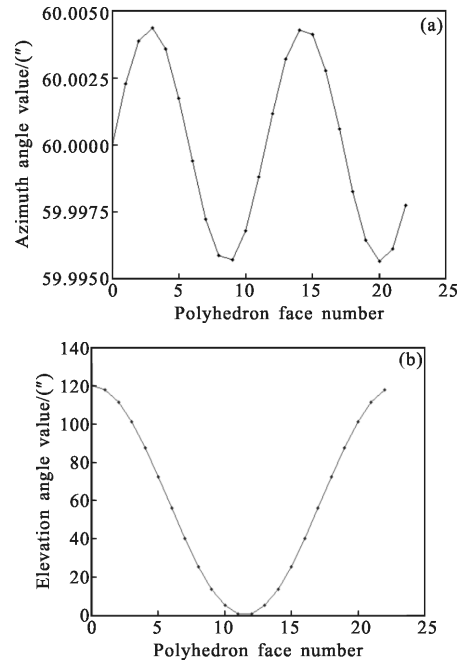 (a)
Azimuth angle value/(″)
60.0050
60.0025
60.0000
59.9975
59.9950
0 5 10 15 20 25
Polyhedron face number
(b)
Elevation angle value/(″)
140
120
100
80
60
40
20
0
0 5 10 15 20 25
Polyhedron face number